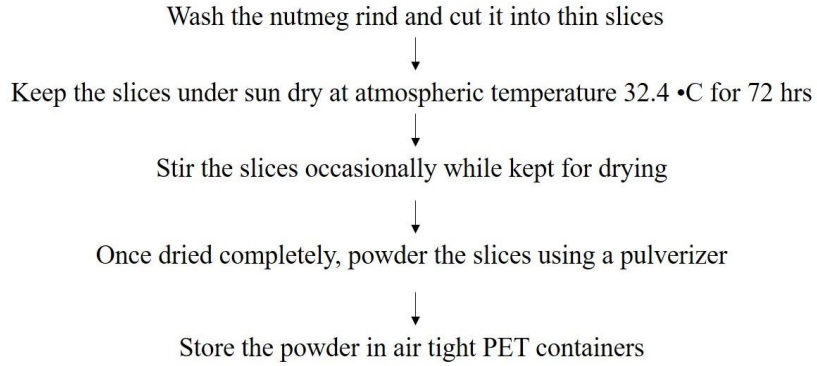 Wash the nutmeg rind and cut it into thin slices
Keep the slices under sun dry at atmospheric temperature 32.4 •C for 72 hrs
Stir the slices occasionally while kept for drying
Once dried completely, powder the slices using a pulverizer
Store the powder in air tight PET containers